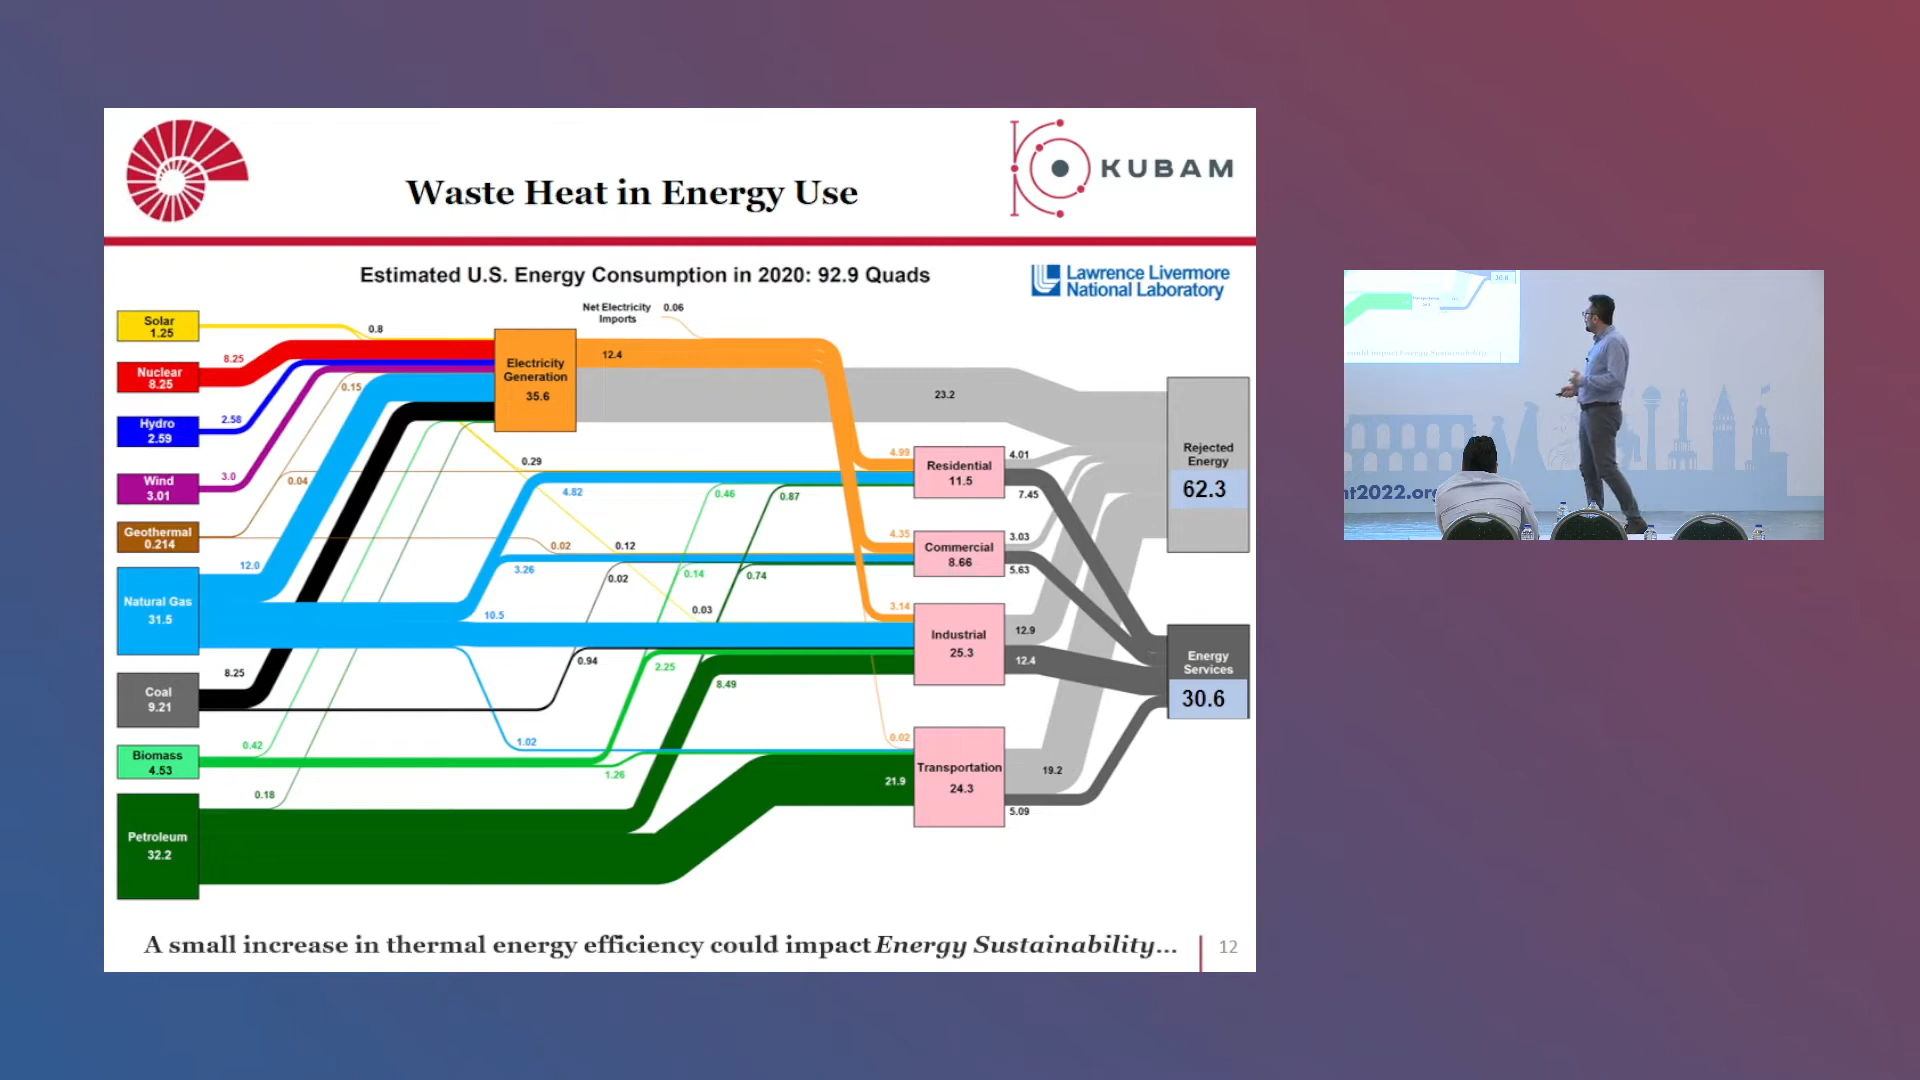 KUBAM
Waste Heat in Energy Use
Estimated U.S. Energy Consumption in 2020: 92.9 Quads
Lawrence Livermore
National Laboratory
Net Electricity
Imports
0.06
Solar
1.25
0.8
Nuclear
8.25
8.25
Hydro
2.59
2.58
Wind
3.01
3.0
Geothermal
0.214
0.15
0.04
Natural Gas
31.5
12.0
Coal
9.21
8.25
Biomass
4.53
0.42
Petroleum
32.2
0.18
Electricity
Generation
35.6
12.4
23.2
0.29
4.82
0.46
0.87
0.02
0.12
3.26
0.02
0.14
0.74
10.5
0.03
0.94
2.25
8.49
1.02
1.26
4.99
Residential
11.5
4.01
7.45
4.35
Commercial
8.66
3.03
5.63
3.14
Industrial
25.3
12.9
12.4
0.02
21.9
Transportation
24.3
19.2
5.09
Rejected
Energy
62.3
Energy
Services
30.6
A small increase in thermal energy efficiency could impact Energy Sustainability...
12
30.6
could impact Energy Sustainability
nt2022.org